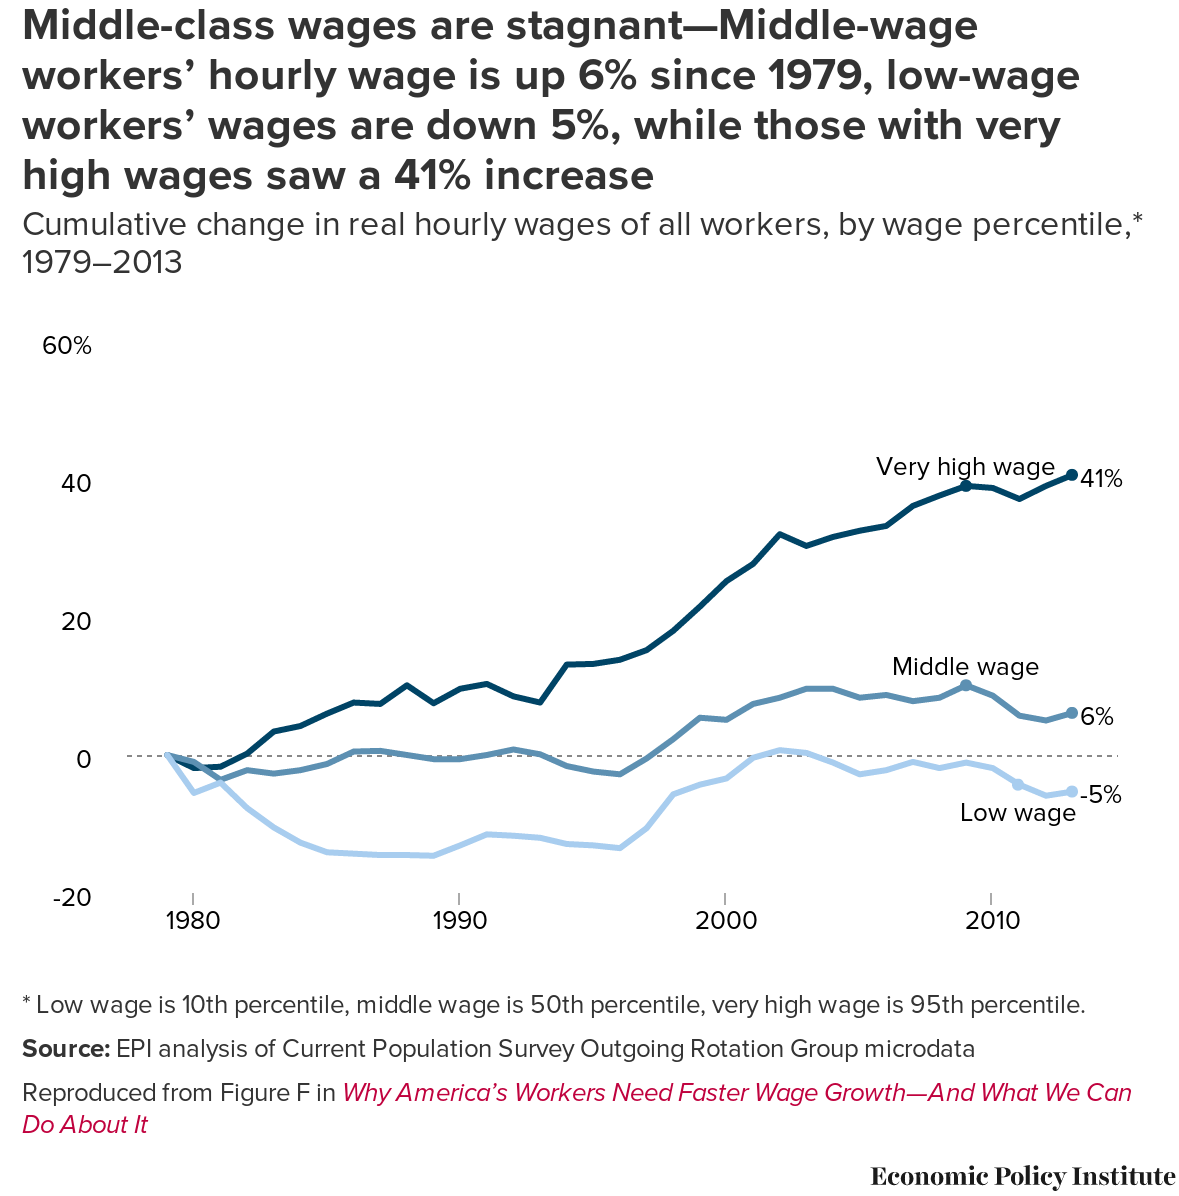 Middle-class wages are stagnant—Middle-wage
workers’ hourly wage is up 6% since 1979, low-wage
workers’ wages are down 5%, while those with very
high wages saw a 41% increase
Cumulative change in real hourly wages of all workers, by wage percentile,*
1979–2013
60%
40
20
0
-20
Very high wage
41%
Middle wage
6%
-5%
Low wage
1980
1990
2000
2010
* Low wage is 10th percentile, middle wage is 50th percentile, very high wage is 95th percentile.
Source: EPI analysis of Current Population Survey Outgoing Rotation Group microdata
Reproduced from Figure F in Why America’s Workers Need Faster Wage Growth—And What We Can
Do About It
Economic Policy Institute